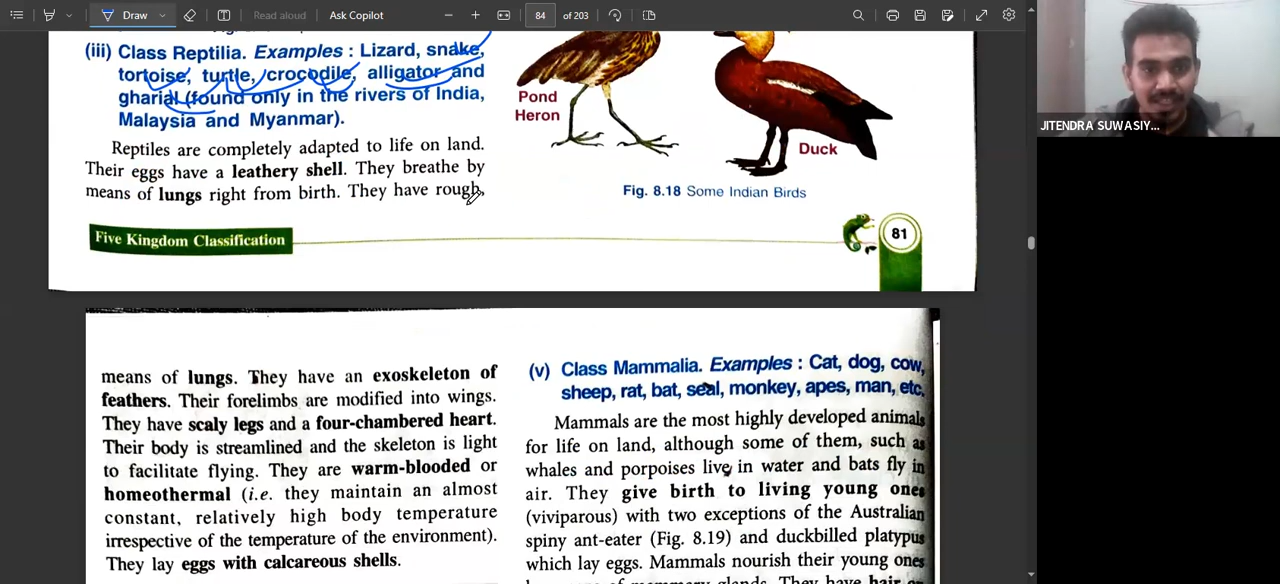 Draw
Read aloud
Ask Copilot
84
of 203
(iii) Class Reptilia. Examples : Lizard, snake,
tortoise, turtle, crocodile, alligator and
gharial (found only in the rivers of India,
Malaysia and Myanmar).
Reptiles are completely adapted to life on land.
Their eggs have a leathery shell. They breathe by
means of lungs right from birth. They have rough,
Pond
Heron
Duck
Fig. 8.18 Some Indian Birds
Five Kingdom Classification
81
means of lungs. They have an exoskeleton of
feathers. Their forelimbs are modified into wings.
They have scaly legs and a four-chambered heart.
Their body is streamlined and the skeleton is light
to facilitate flying. They are warm-blooded or
homeothermal (i.e. they maintain an almost
constant, relatively high body temperature
irrespective of the temperature of the environment).
They lay eggs with calcareous shells.
(v) Class Mammalia. Examples : Cat, dog, cow,
sheep, rat, bat, seal, monkey, apes, man, etc.
Mammals are the most highly developed animals
for life on land, although some of them, such as
whales and porpoises live in water and bats fly in
air. They give birth to living young ones
(viviparous) with two exceptions of the Australian
spiny ant-eater (Fig. 8.19) and duckbilled platypus
which lay eggs. Mammals nourish their young ones
glands. They have hair
JITENDRA SUWASIY...